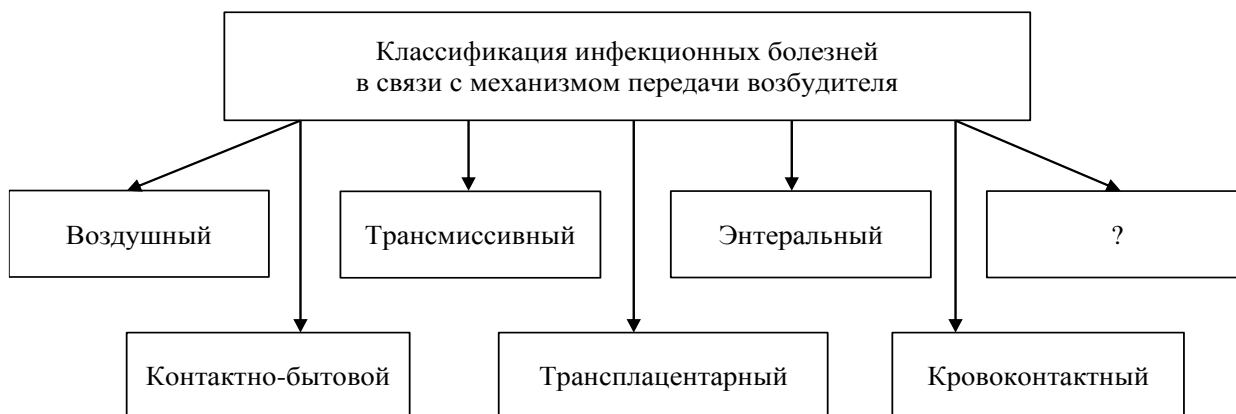 Классификация инфекционных болезней
в связи с механизмом передачи возбудителя
Воздушный
Трансмиссивный
Энтеральный
?
Контактно-бытовой
Трансплацентарный
Кровоконтактный